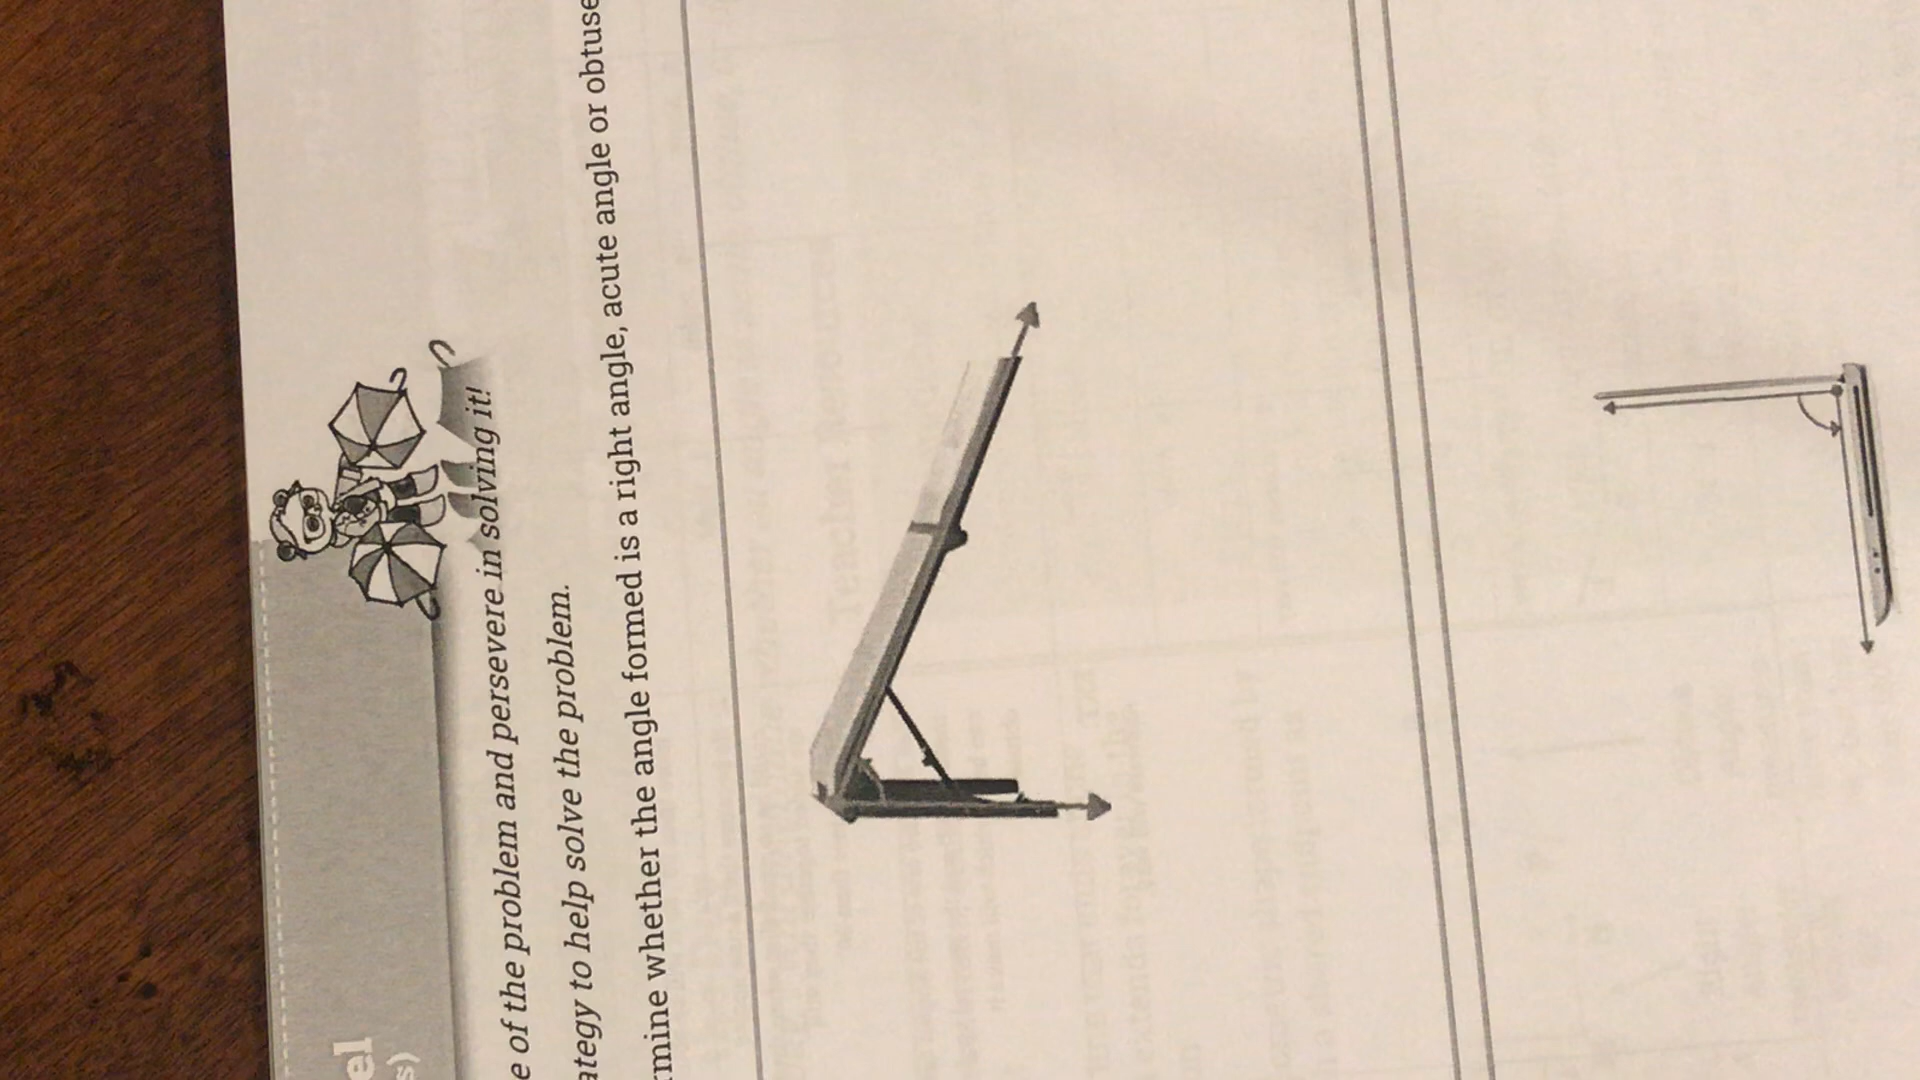 el
s)
e of the problem and persevere in solving it!
ategy to help solve the problem.
rmine whether the angle formed is a right angle, acute angle or obtuse